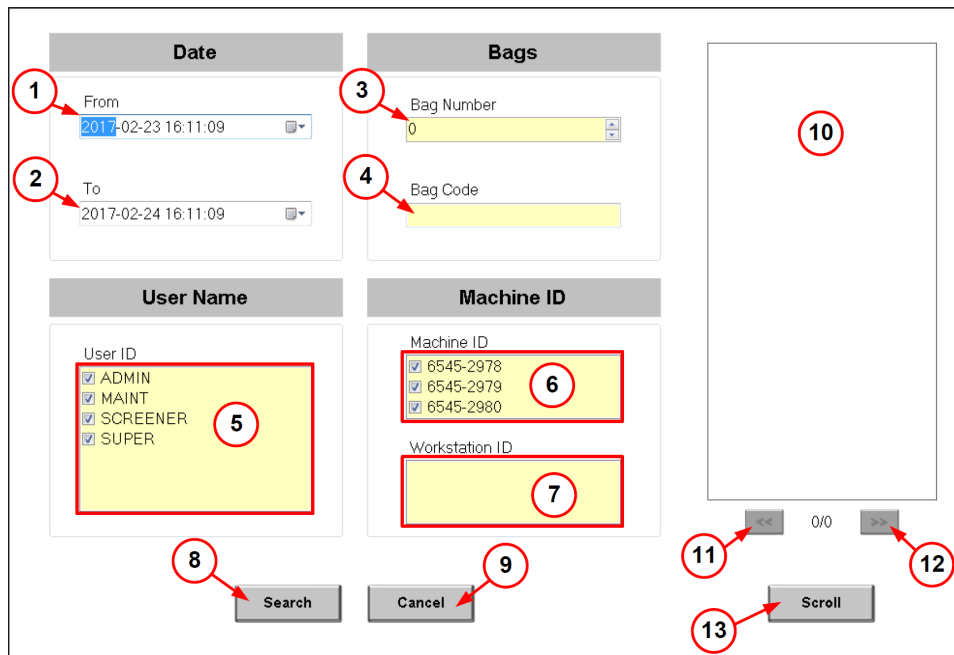 Date
1
From
2017-02-23 16:11:09
2
To
2017-02-24 16:11:09
Bags
3
Bag Number
0
4
Bag Code
User Name
User ID
ADMIN
MAINT
SCREENER
SUPER
5
Machine ID
Machine ID
6545-2978
6545-2979
6545-2980
6
Workstation ID
7
8
Search
9
Cancel
10
<< 0/0 >>
11
12
Scroll
13